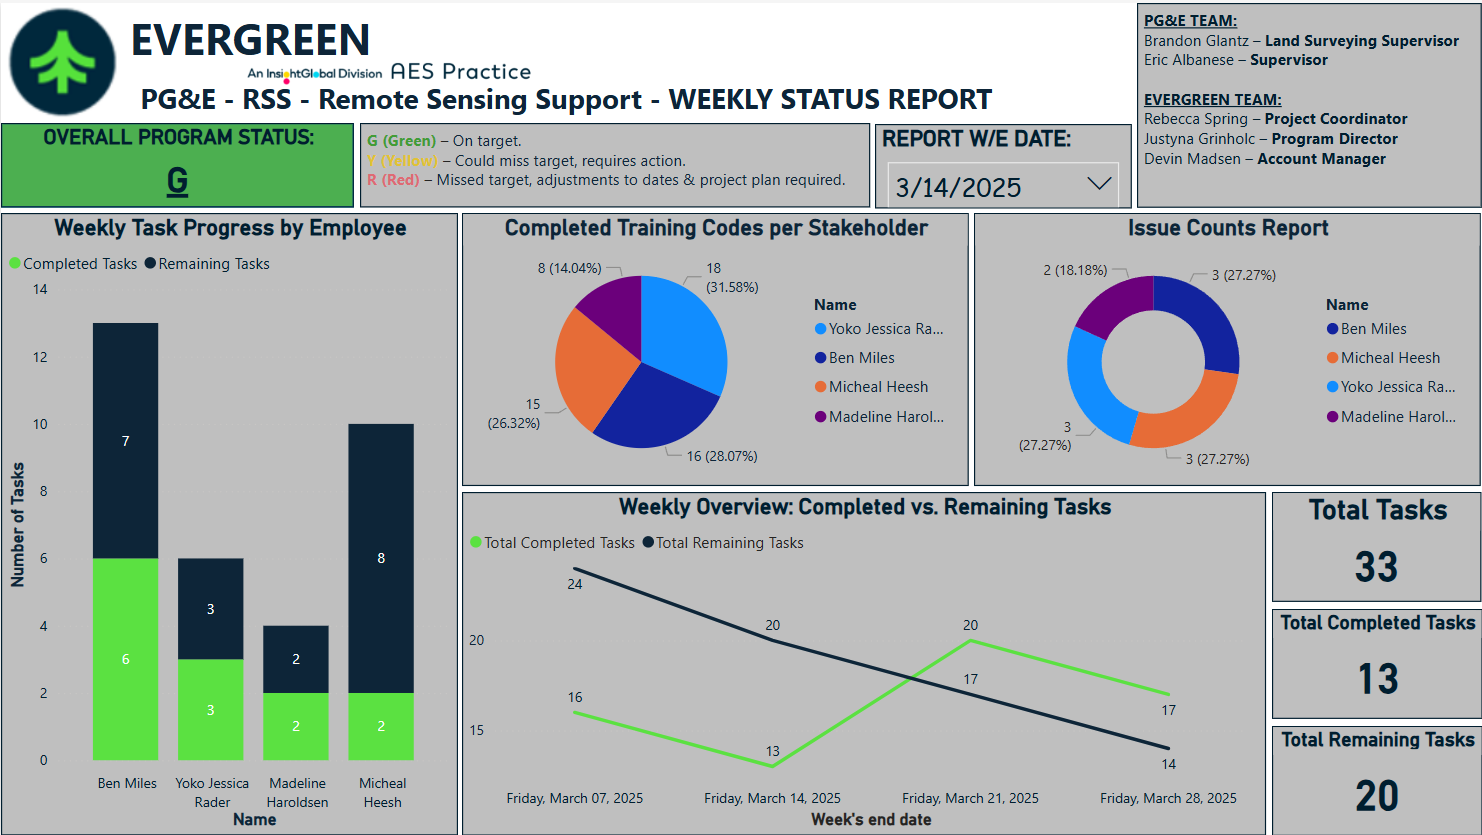 EVERGREEN
An InsightGlobal Division AES Practice
PG&E - RSS - Remote Sensing Support - WEEKLY STATUS REPORT
PG&E TEAM:
Brandon Glantz – Land Surveying Supervisor
Eric Albanese – Supervisor
EVERGREEN TEAM:
Rebecca Spring – Project Coordinator
Justyna Grinholc – Program Director
Devin Madsen – Account Manager
OVERALL PROGRAM STATUS:
G
G (Green) – On target.
Y (Yellow) – Could miss target, requires action.
R (Red) – Missed target, adjustments to dates & project plan required.
REPORT W/E DATE:
3/14/2025
Weekly Task Progress by Employee
Completed Tasks Remaining Tasks
Number of Tasks
14
12
10
8
6
4
2
0
7
6
3
3
2
2
8
2
Ben Miles
Yoko Jessica
Rader
Madeline
Haroldsen
Micheal
Heesh
Name
Completed Training Codes per Stakeholder
8 (14.04%)
18
(31.58%)
15
(26.32%)
16 (28.07%)
Name
Yoko Jessica Ra...
Ben Miles
Micheal Heesh
Madeline Harol...
Issue Counts Report
2 (18.18%)
3 (27.27%)
3
(27.27%)
3 (27.27%)
Name
Ben Miles
Micheal Heesh
Yoko Jessica Ra...
Madeline Harol...
Weekly Overview: Completed vs. Remaining Tasks
Total Completed Tasks Total Remaining Tasks
20
15
24
20
17
14
16
13
20
17
Friday, March 07, 2025
Friday, March 14, 2025
Friday, March 21, 2025
Friday, March 28, 2025
Week's end date
Total Tasks
33
Total Completed Tasks
13
Total Remaining Tasks
20